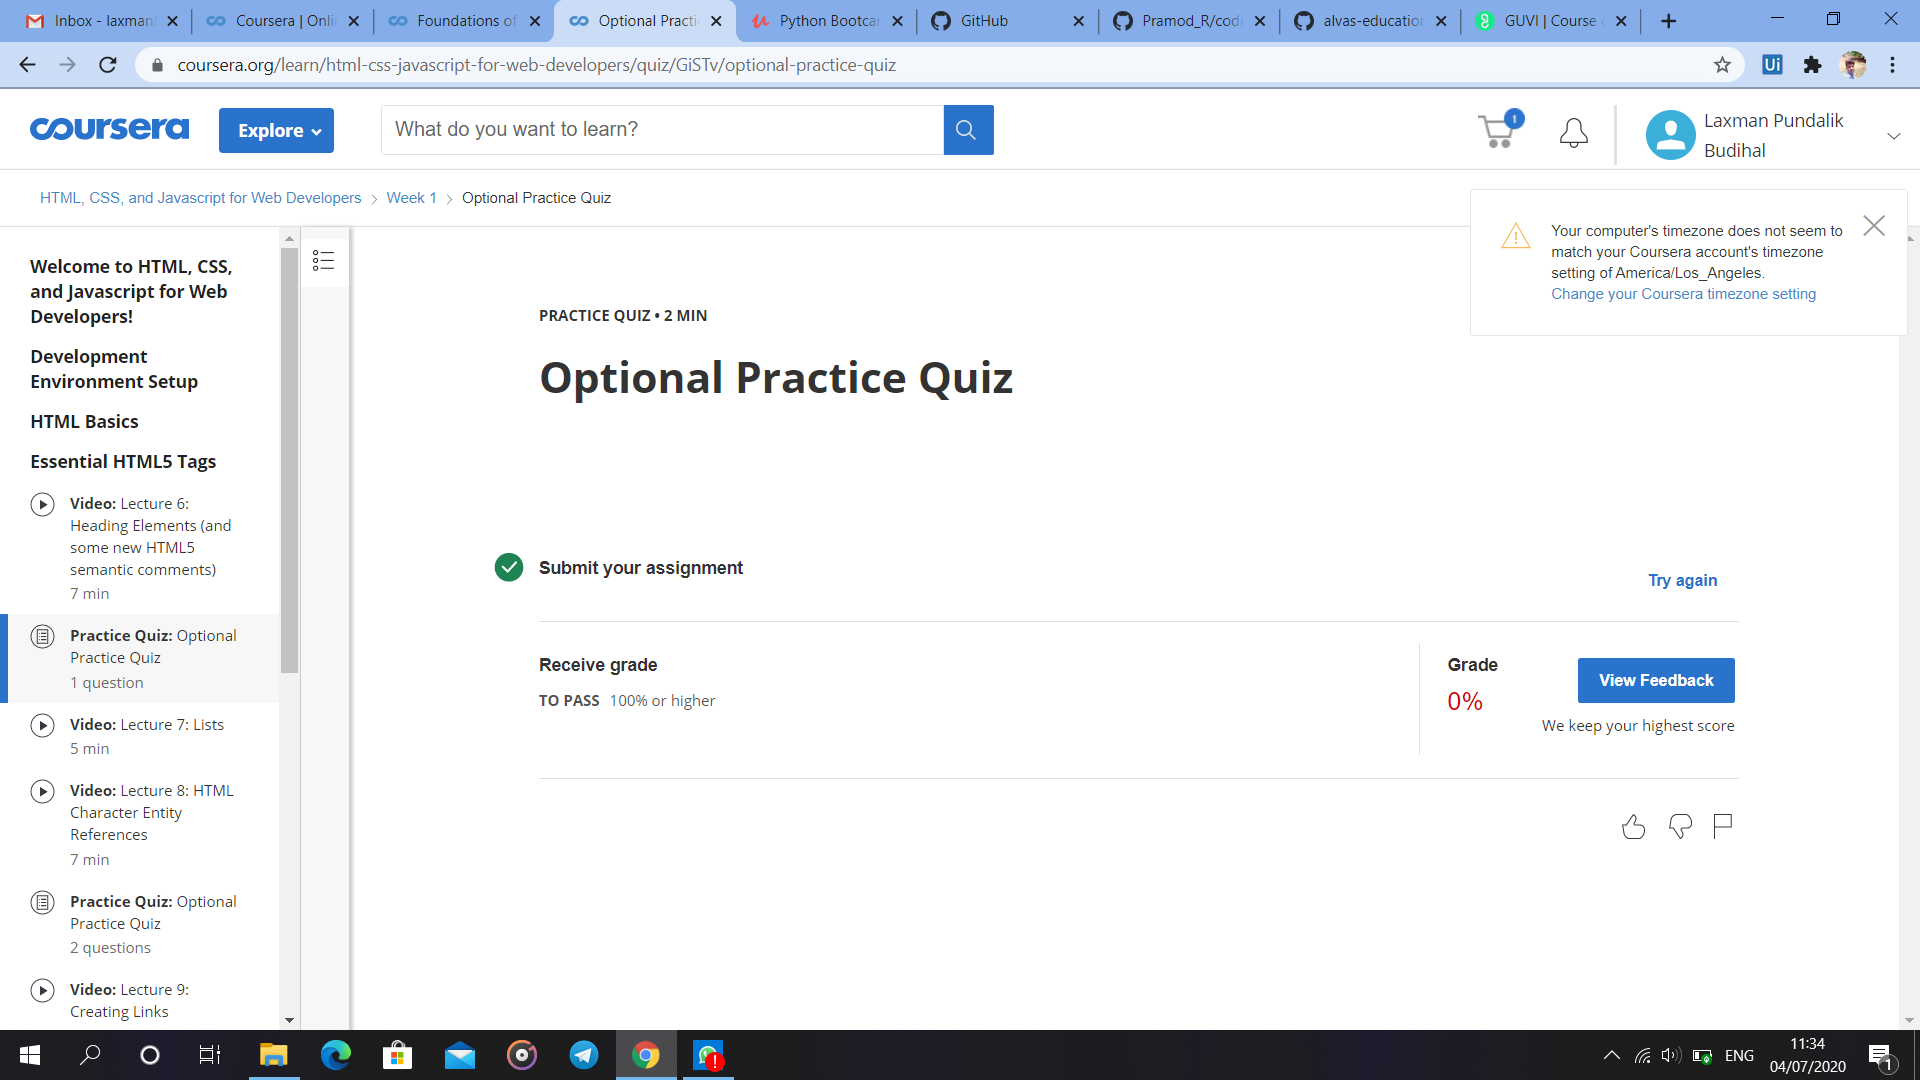 Inbox - laxman
Coursera | Onli
Foundations of
Optional Practi
Python Bootca
GitHub
Pramod_R/codi
alvas-education
GUVI | Course
coursera.org/learn/html-css-javascript-for-web-developers/quiz/GiSTv/optional-practice-quiz
Ui
coursera
Explore
What do you want to learn?
1
Laxman Pundalik
Budihal
HTML, CSS, and Javascript for Web Developers
Week 1
Optional Practice Quiz
Your computer's timezone does not seem to
match your Coursera account's timezone
setting of America/Los_Angeles.
Change your Coursera timezone setting
Welcome to HTML, CSS,
and Javascript for Web
Developers!
Development
Environment Setup
HTML Basics
Essential HTML5 Tags
Video: Lecture 6:
Heading Elements (and
some new HTML5
semantic comments)
7 min
Practice Quiz: Optional
Practice Quiz
1 question
Video: Lecture 7: Lists
5 min
Video: Lecture 8: HTML
Character Entity
References
7 min
Practice Quiz: Optional
Practice Quiz
2 questions
Video: Lecture 9:
Creating Links
PRACTICE QUIZ • 2 MIN
Optional Practice Quiz
Submit your assignment
Try again
Receive grade
TO PASS 100% or higher
Grade
0%
View Feedback
We keep your highest score
ENG
11:34
04/07/2020
1